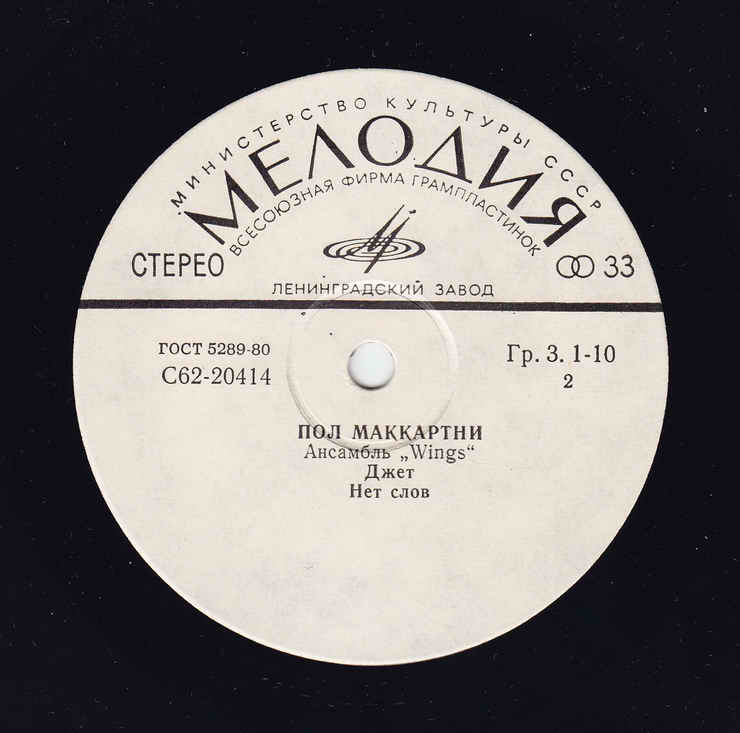 МИНИСТЕРСТВО КУЛЬТУРЫ СССР
МЕЛОДИЯ
ВСЕСОЮЗНАЯ ФИРМА ГРАМПЛАСТИНОК
СТЕРЕО
33
ЛЕНИНГРАДСКИЙ ЗАВОД
ГОСТ 5289-80
С62-20414
Гр. 3. 1-10
2
ПОЛ МАККАРТНИ
Ансамбль „Wings“
Джет
Нет слов